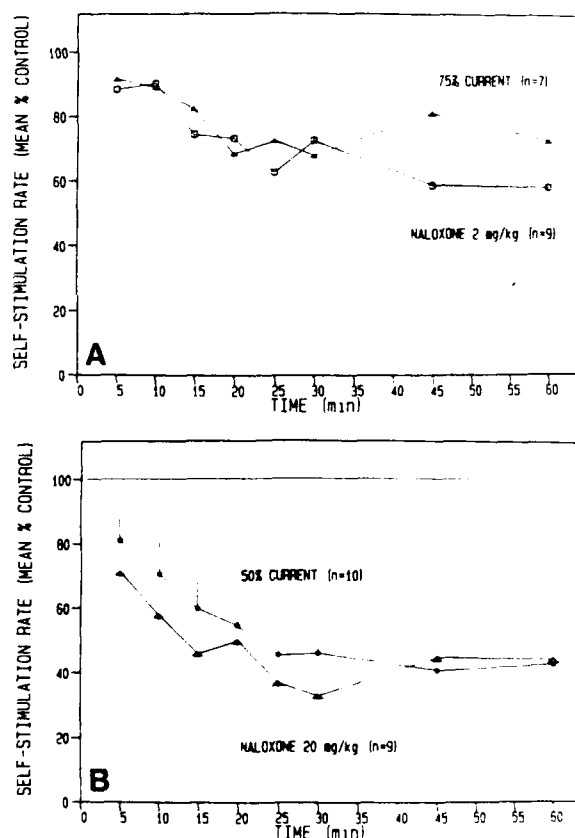 SELF-STIMULATION RATE (MEAN % CONTROL)
100
80
60
40
20
0
75% CURRENT (n=7)
NALOXONE 2 mg/kg (n=9)
A
0 5 10 15 20 25 30 35 40 45 50 55 60
TIME (min)
SELF-STIMULATION RATE (MEAN % CONTROL)
100
80
60
40
20
0
50% CURRENT (n=10)
NALOXONE 20 mg/kg (n=9)
B
0 5 10 15 20 25 30 35 40 45 50 55 60
TIME (min)